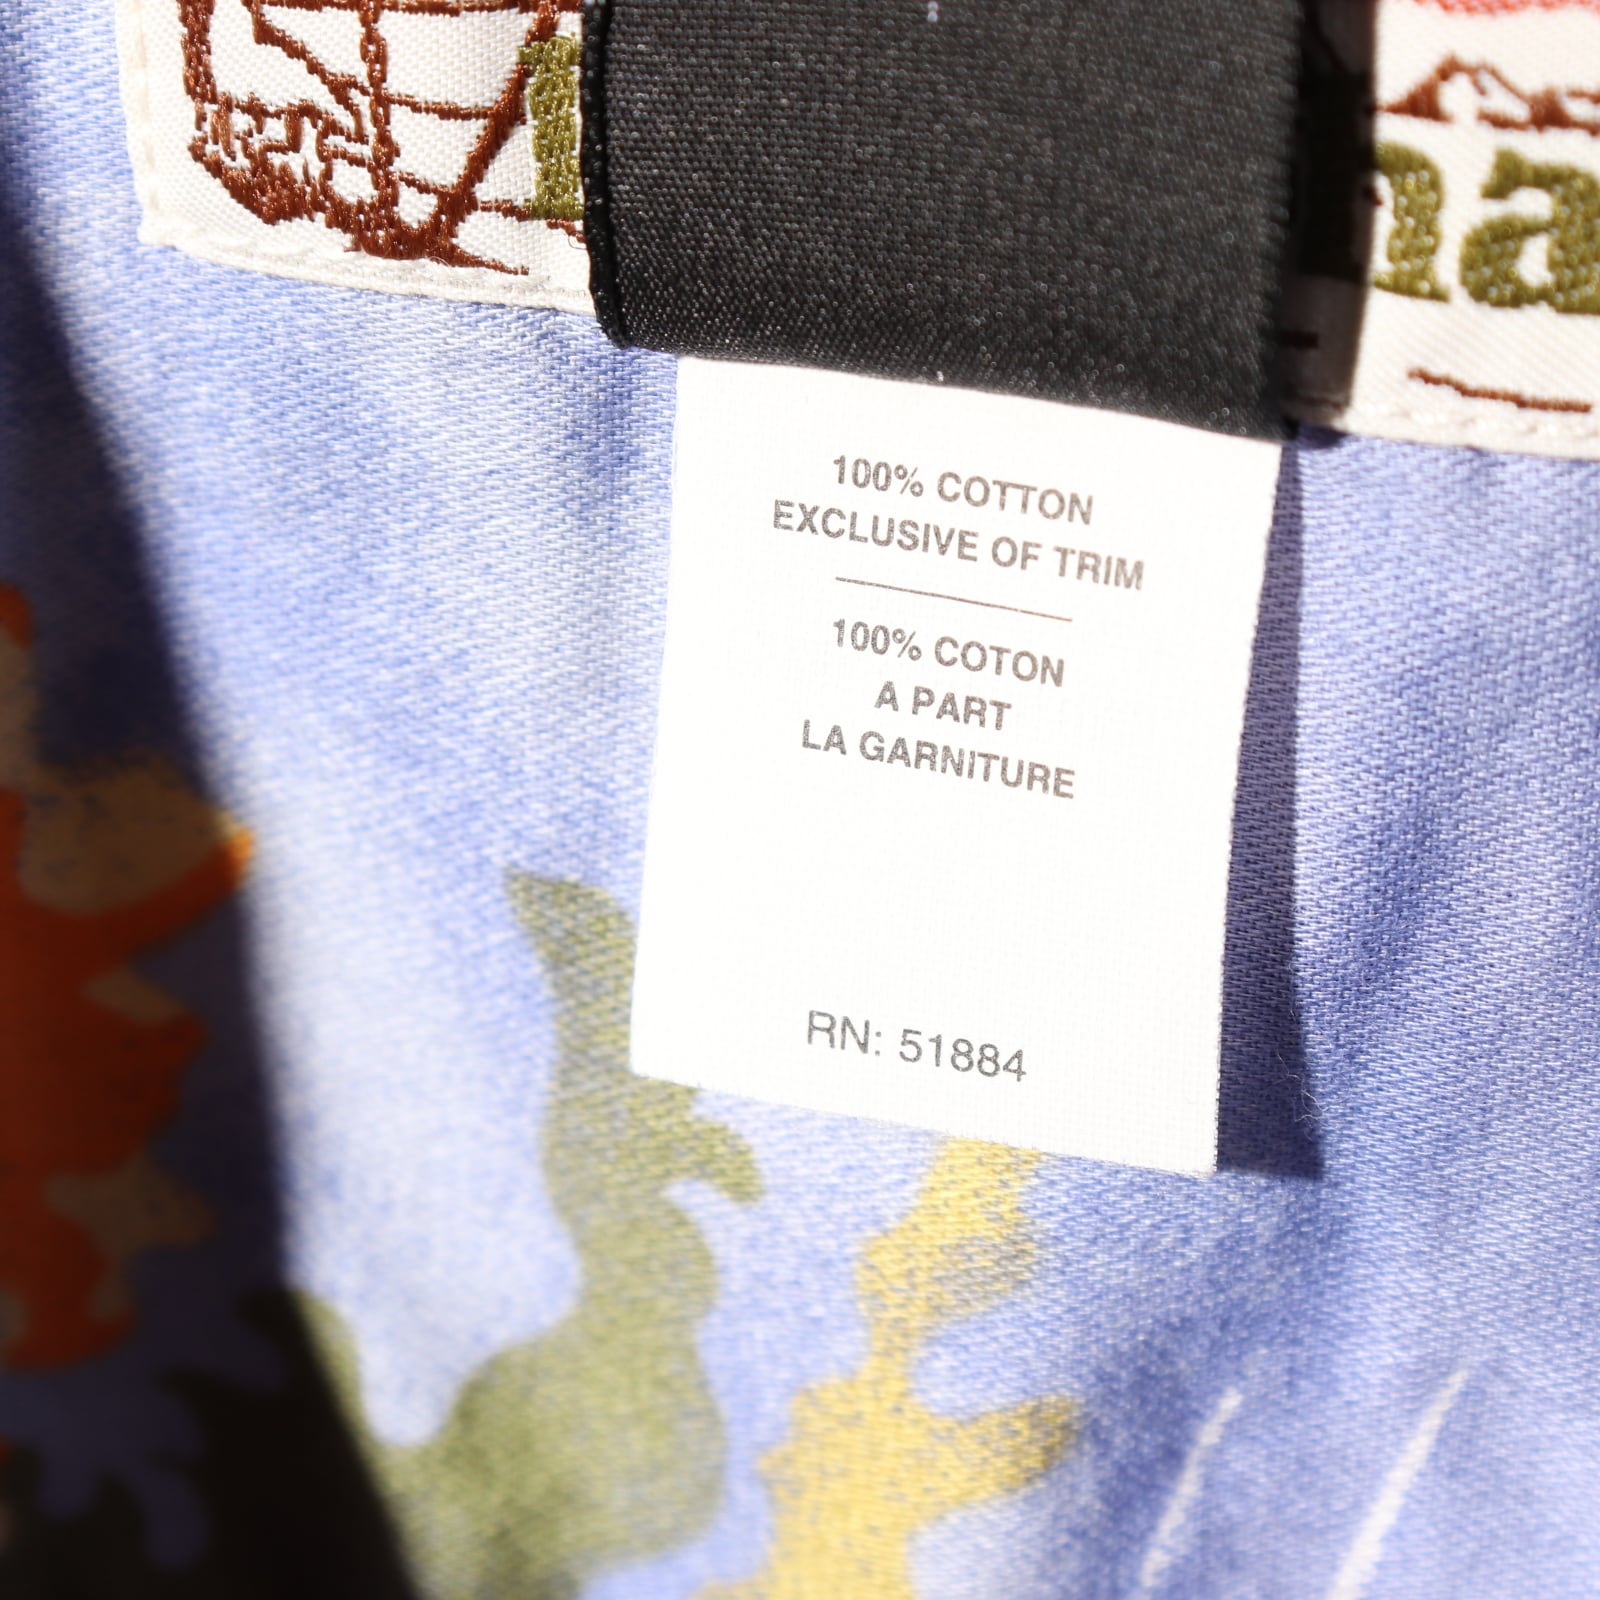 100% COTTON
EXCLUSIVE OF TRIM
100% COTON
A PART
LA GARNITURE
RN: 51884